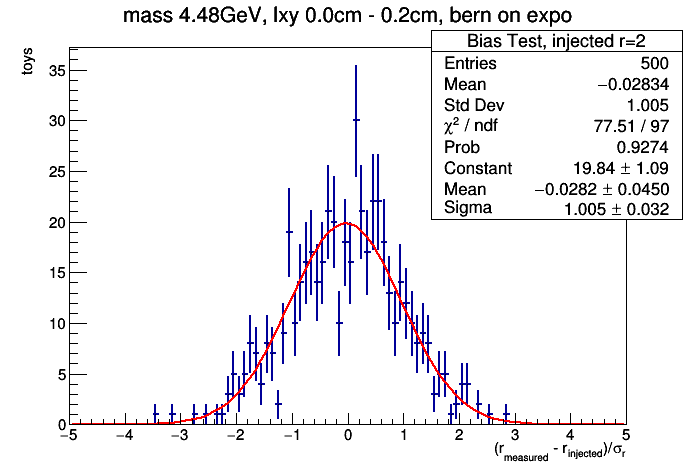 mass 4.48GeV, lxy 0.0cm - 0.2cm, bern on expo
Bias Test, injected r=2
Entries 500
Mean −0.02834
Std Dev 1.005
χ² / ndf 77.51 / 97
Prob 0.9274
Constant 19.84 ± 1.09
Mean −0.0282 ± 0.0450
Sigma 1.005 ± 0.032
toys
35
30
25
20
15
10
5
0
−5 −4 −3 −2 −1 0 1 2 3 4 5
(r_measured - r_injected)/σ_r